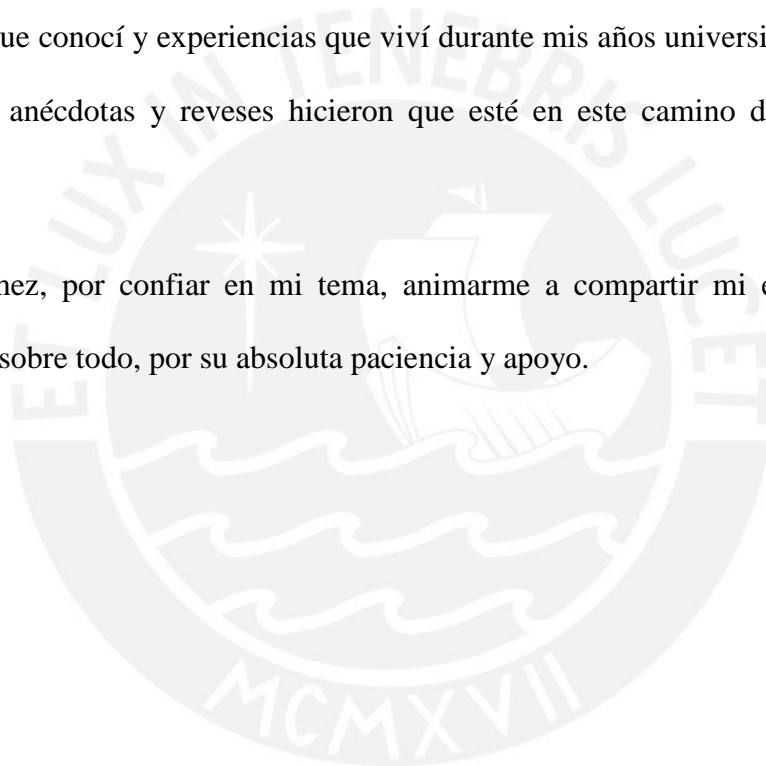 ue conocí y experiencias que viví durante mis años universi
anécdotas y reveses hicieron que esté en este camino d
hez, por confiar en mi tema, animarme a compartir mi e
sobre todo, por su absoluta paciencia y apoyo.
ET LUX IN TENEBRIS LUCET
MCMXVII